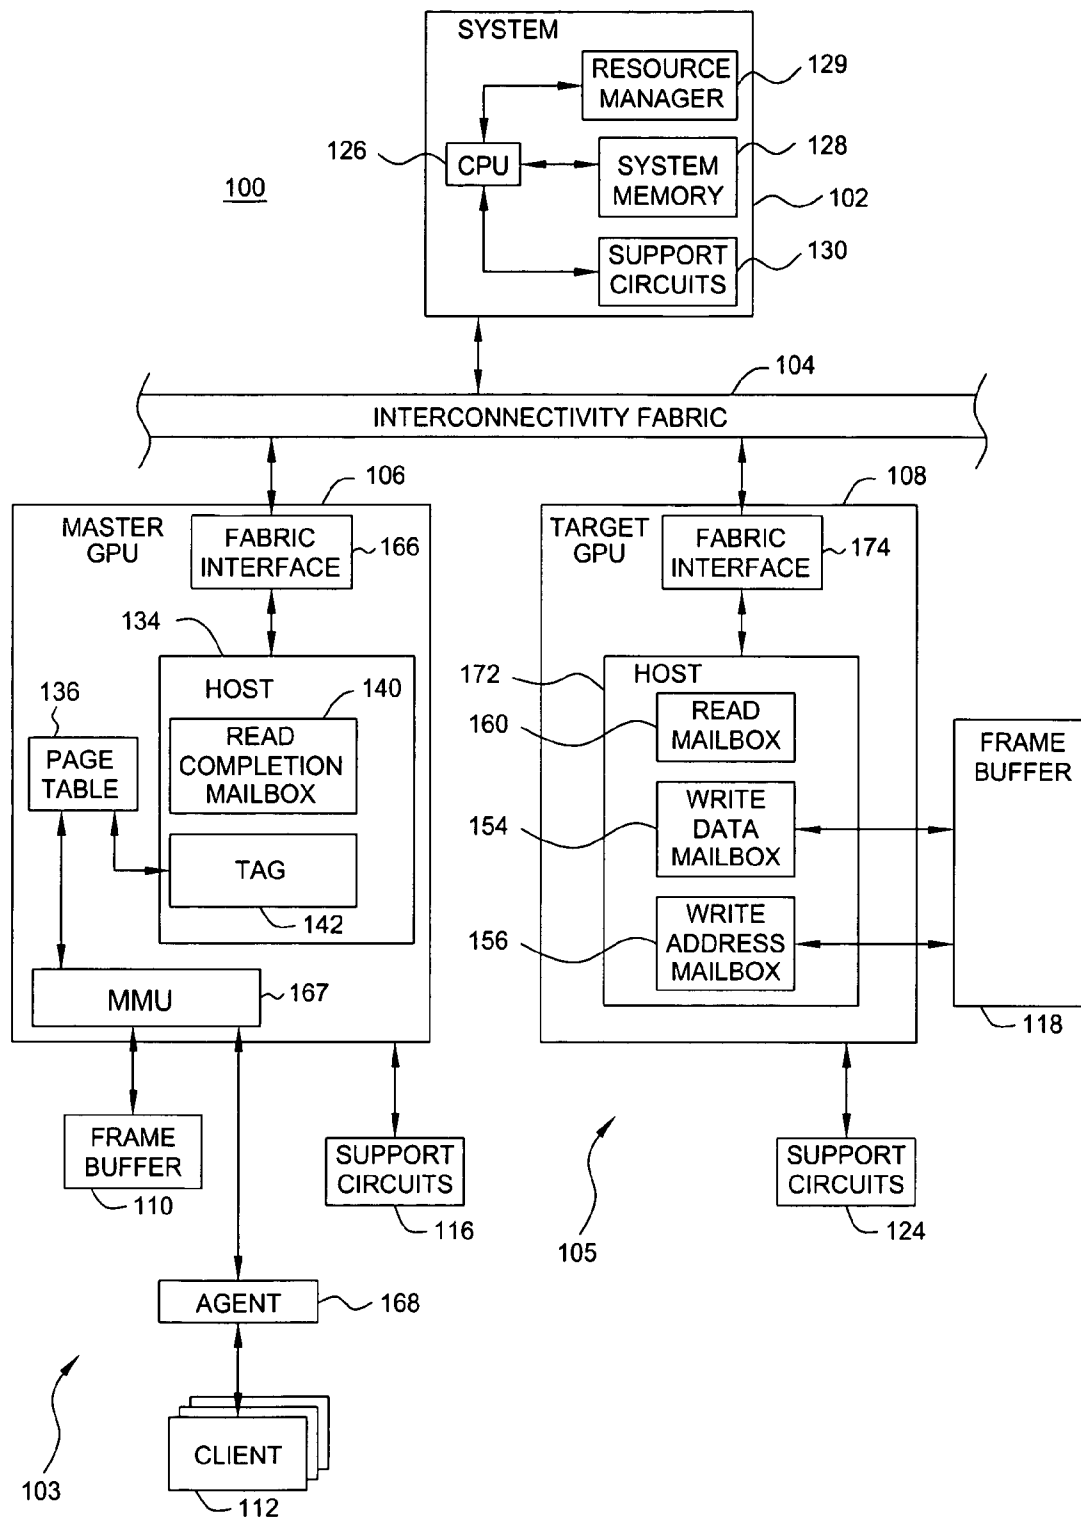 SYSTEM
RESOURCE
MANAGER
129
126
CPU
SYSTEM
MEMORY
128
100
102
SUPPORT
CIRCUITS
130
104
INTERCONNECTIVITY FABRIC
106
MASTER
GPU
FABRIC
INTERFACE
166
134
HOST
136
140
PAGE
TABLE
READ
COMPLETION
MAILBOX
TAG
142
MMU
167
FRAME
BUFFER
110
SUPPORT
CIRCUITS
116
AGENT
168
CLIENT
112
103
108
TARGET
GPU
FABRIC
INTERFACE
174
172
HOST
160
READ
MAILBOX
154
WRITE
DATA
MAILBOX
156
WRITE
ADDRESS
MAILBOX
FRAME
BUFFER
118
SUPPORT
CIRCUITS
124
105